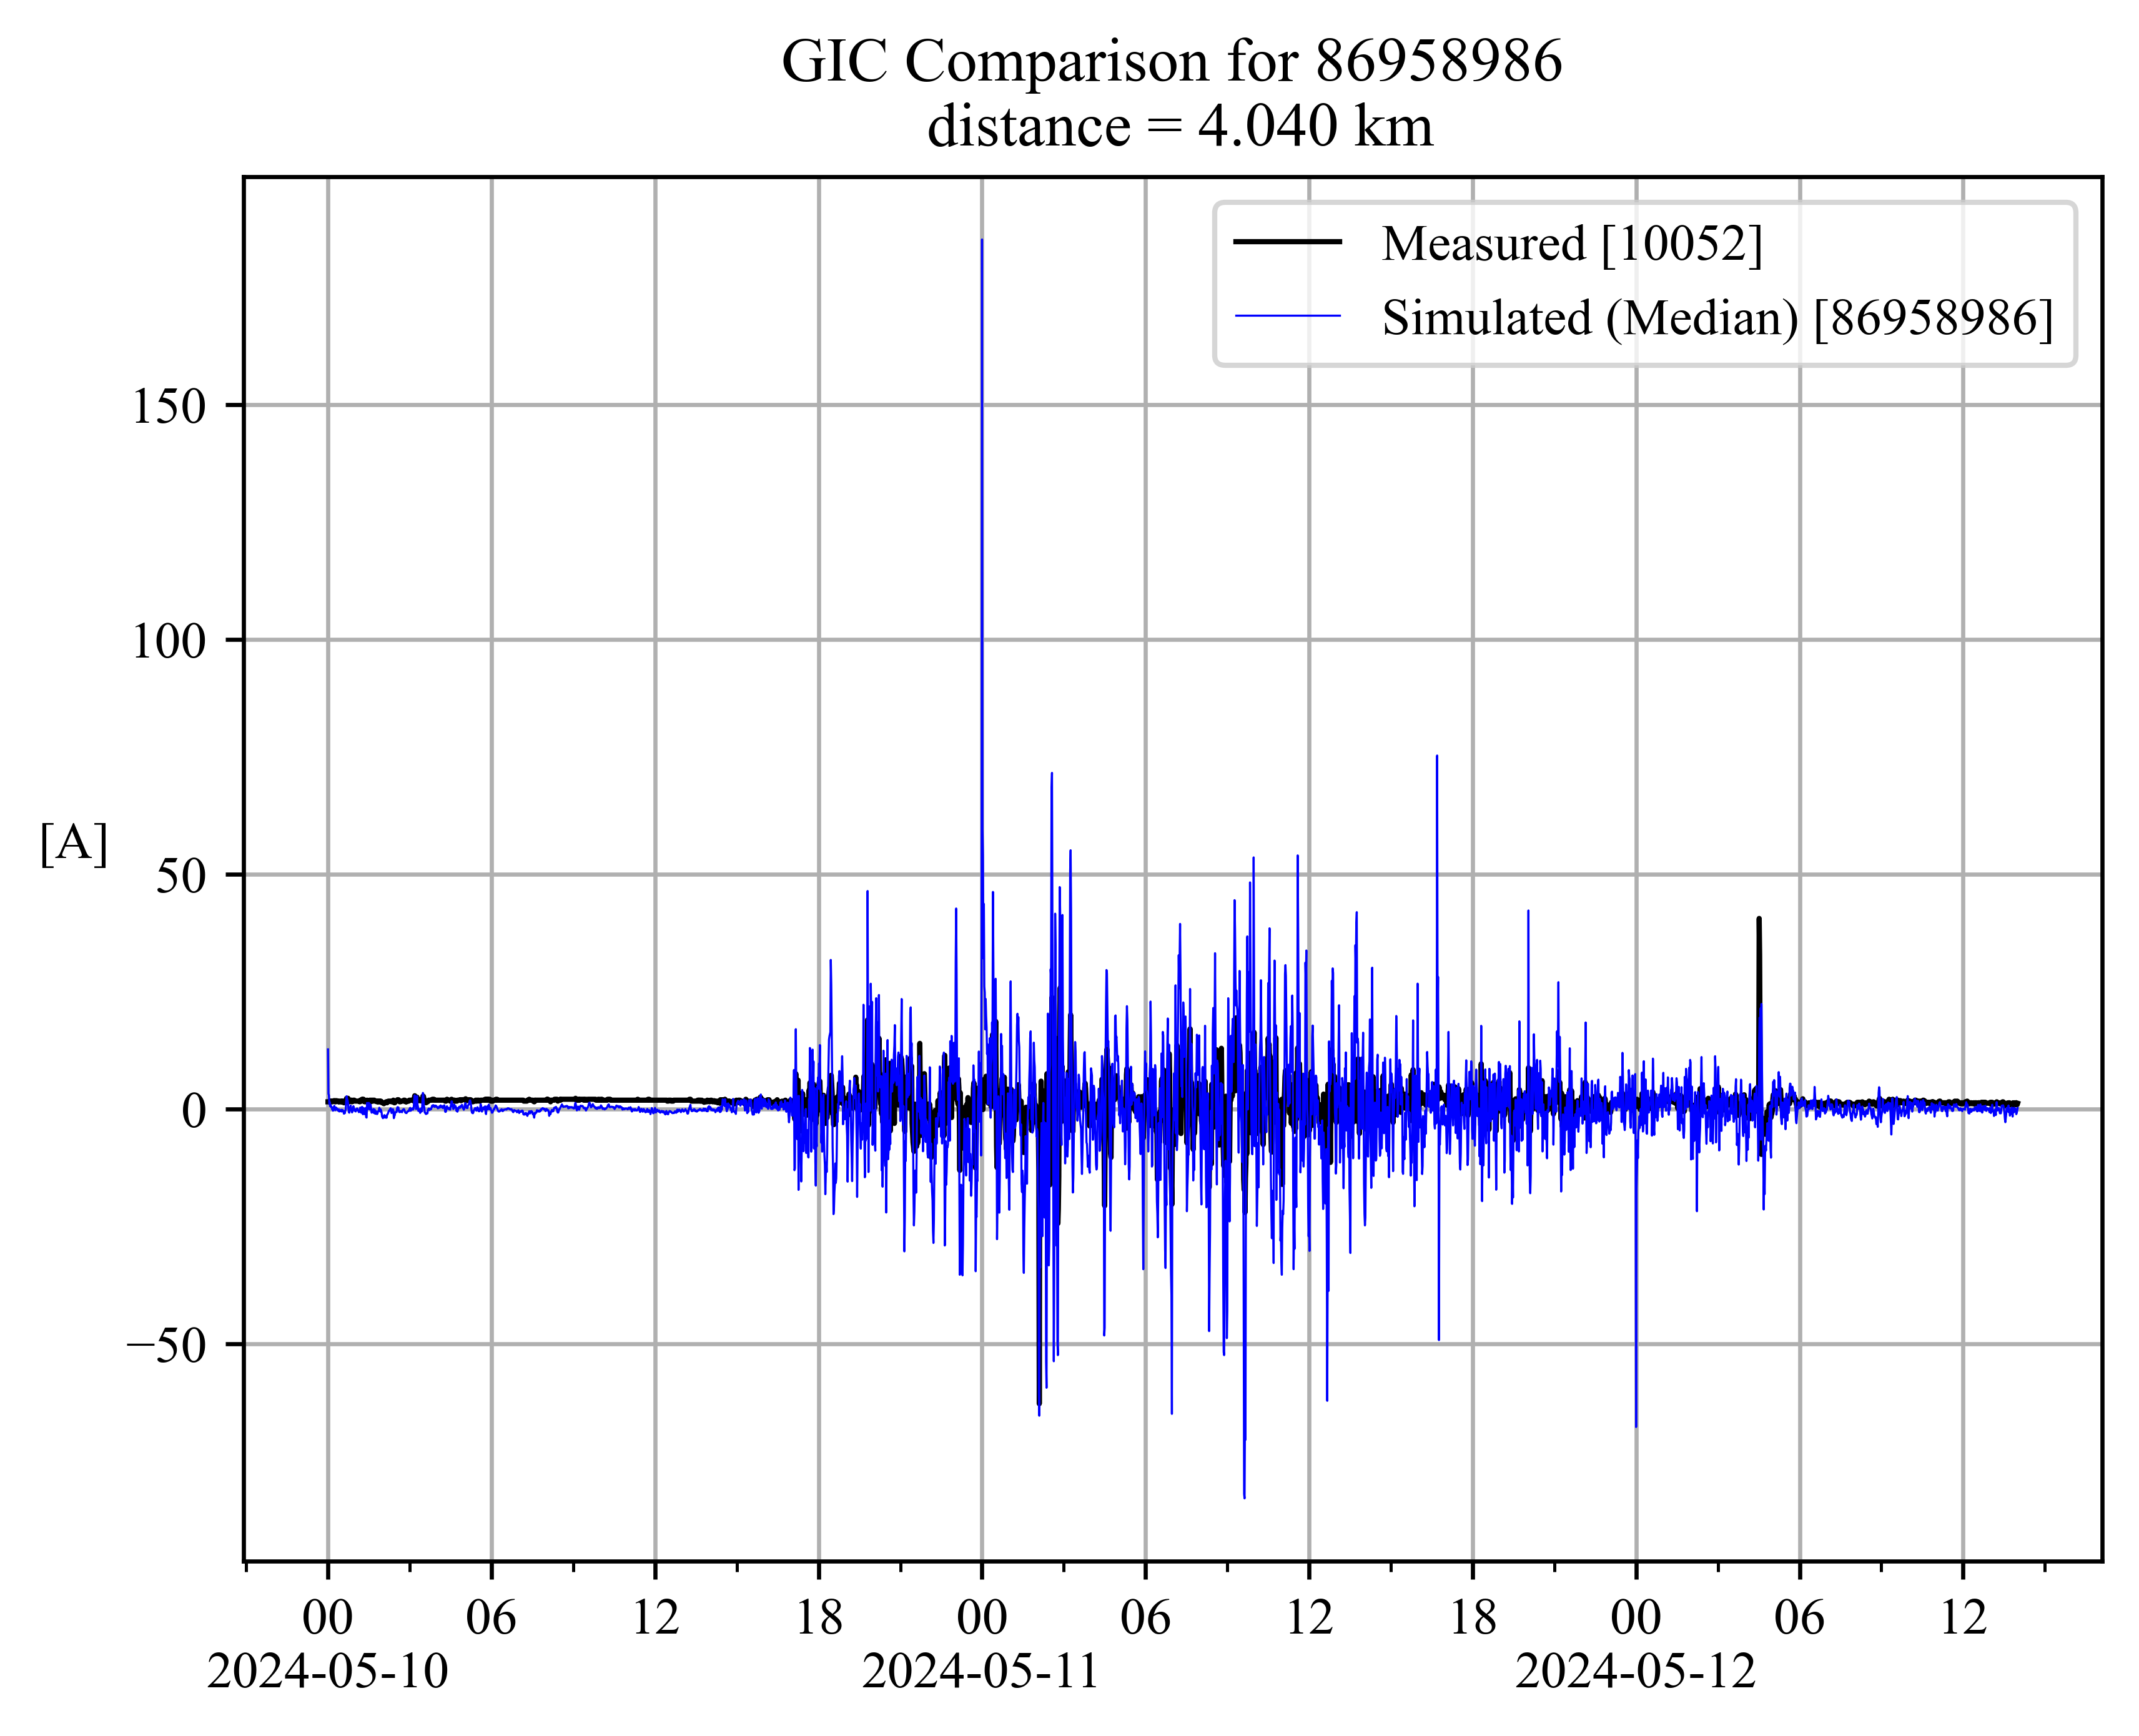 GIC Comparison for 86958986
distance = 4.040 km
Measured [10052]
Simulated (Median) [86958986]
150
100
50
0
−50
[A]
00 06 12 18 00 06 12 18 00 06 12
2024-05-10 2024-05-11 2024-05-12